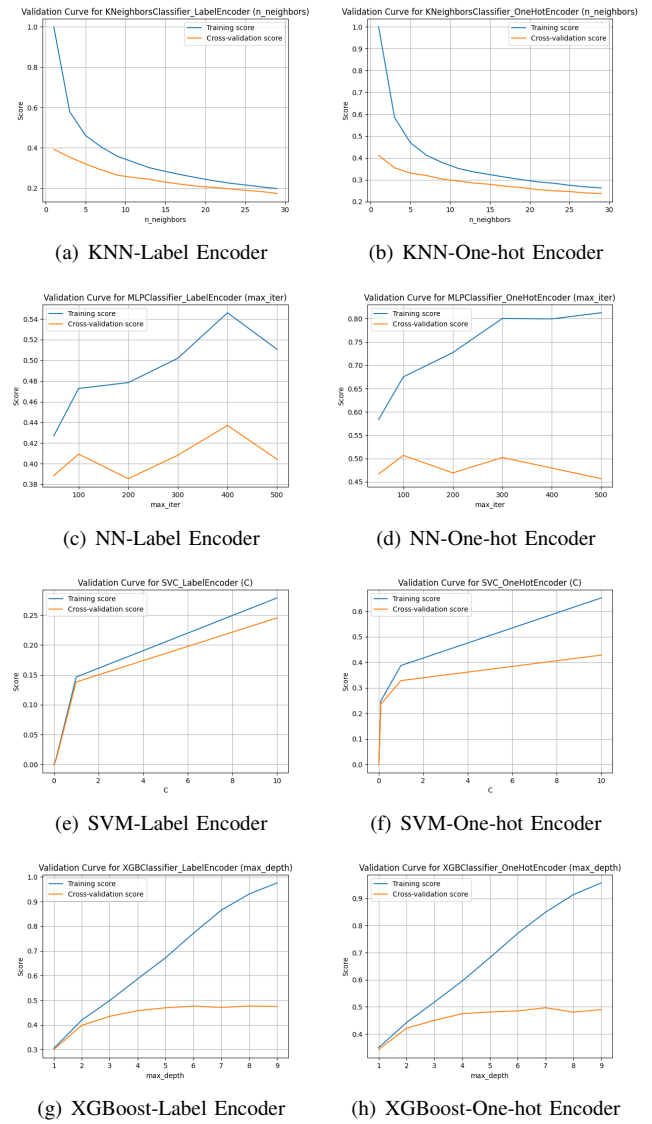 Validation Curve for KNeighborsClassifier_LabelEncoder (n_neighbors)
Training score
Cross-validation score
1.0
0.8
0.6
0.4
0.2
Score
0 5 10 15 20 25 30
n_neighbors
(a) KNN-Label Encoder
Validation Curve for KNeighborsClassifier_OneHotEncoder (n_neighbors)
Training score
Cross-validation score
1.0
0.9
0.8
0.7
0.6
0.5
0.4
0.3
0.2
Score
0 5 10 15 20 25 30
n_neighbors
(b) KNN-One-hot Encoder
Validation Curve for MLPClassifier_LabelEncoder (max_iter)
Training score
Cross-validation score
0.54
0.52
0.50
0.48
0.46
0.44
0.42
0.40
0.38
Score
100 200 300 400 500
max_iter
(c) NN-Label Encoder
Validation Curve for MLPClassifier_OneHotEncoder (max_iter)
Training score
Cross-validation score
0.80
0.75
0.70
0.65
0.60
0.55
0.50
0.45
Score
100 200 300 400 500
max_iter
(d) NN-One-hot Encoder
Validation Curve for SVC_LabelEncoder (C)
Training score
Cross-validation score
0.25
0.20
0.15
0.10
0.05
0.00
Score
0 2 4 6 8 10
C
(e) SVM-Label Encoder
Validation Curve for SVC_OneHotEncoder (C)
Training score
Cross-validation score
0.6
0.5
0.4
0.3
0.2
0.1
0.0
Score
0 2 4 6 8 10
C
(f) SVM-One-hot Encoder
Validation Curve for XGBClassifier_LabelEncoder (max_depth)
Training score
Cross-validation score
1.0
0.9
0.8
0.7
0.6
0.5
0.4
0.3
Score
1 2 3 4 5 6 7 8 9
max_depth
(g) XGBoost-Label Encoder
Validation Curve for XGBClassifier_OneHotEncoder (max_depth)
Training score
Cross-validation score
0.9
0.8
0.7
0.6
0.5
0.4
Score
1 2 3 4 5 6 7 8 9
max_depth
(h) XGBoost-One-hot Encoder